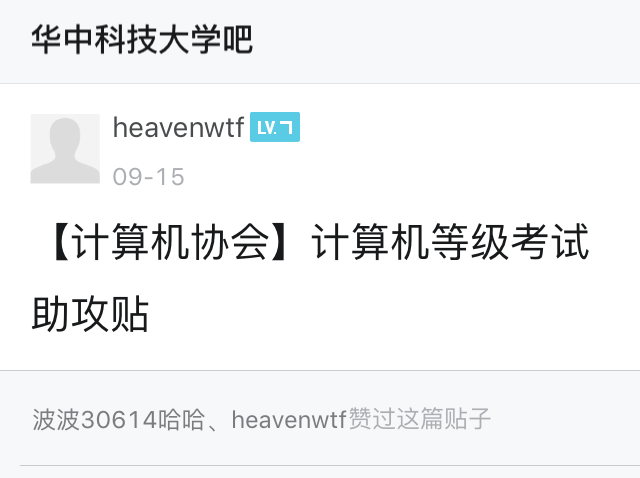 华中科技大学吧
heavenwtf LV.7
09-15
【计算机协会】计算机等级考试
助攻贴
波波30614哈哈、heavenwtf赞过这篇贴子